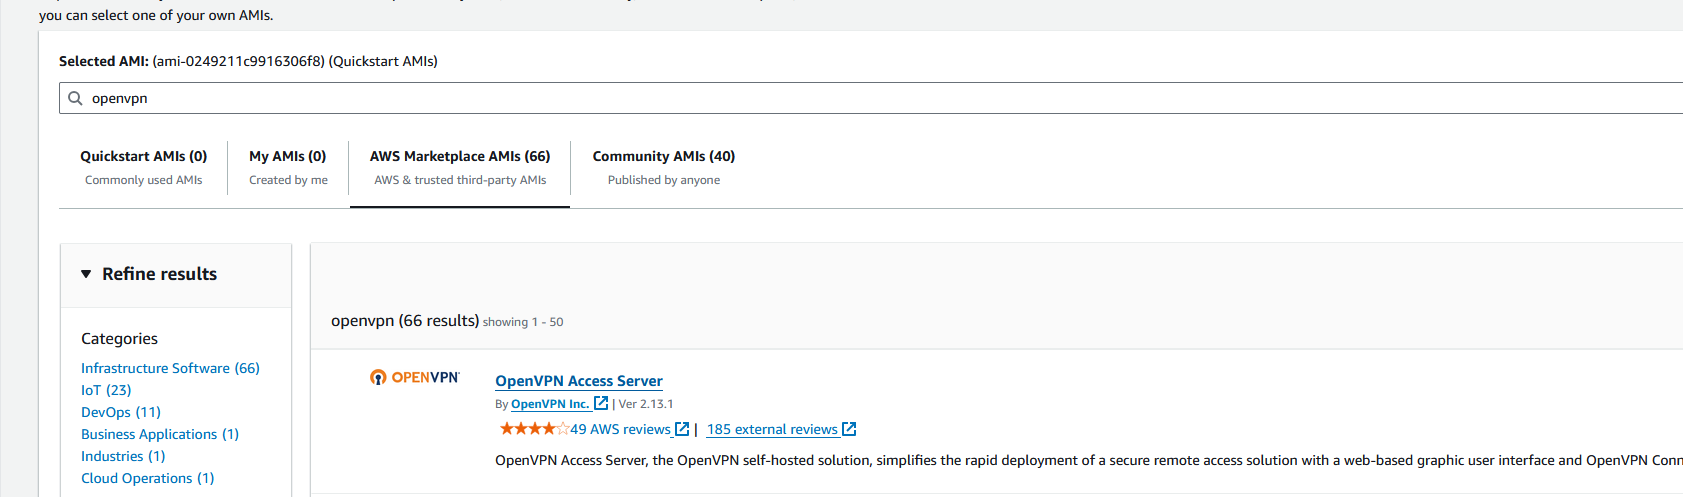 you can select one of your own AMIs.
Selected AMI: (ami-0249211c9916306f8) (Quickstart AMIs)
openvpn
Quickstart AMIs (0)
Commonly used AMIs
My AMIs (0)
Created by me
AWS Marketplace AMIs (66)
AWS & trusted third-party AMIs
Community AMIs (40)
Published by anyone
Refine results
Categories
Infrastructure Software (66)
IoT (23)
DevOps (11)
Business Applications (1)
Industries (1)
Cloud Operations (1)
openvpn (66 results) showing 1 - 50
OPENVPN
OpenVPN Access Server
By OpenVPN Inc. | Ver 2.13.1
49 AWS reviews | 185 external reviews
OpenVPN Access Server, the OpenVPN self-hosted solution, simplifies the rapid deployment of a secure remote access solution with a web-based graphic user interface and OpenVPN Conn